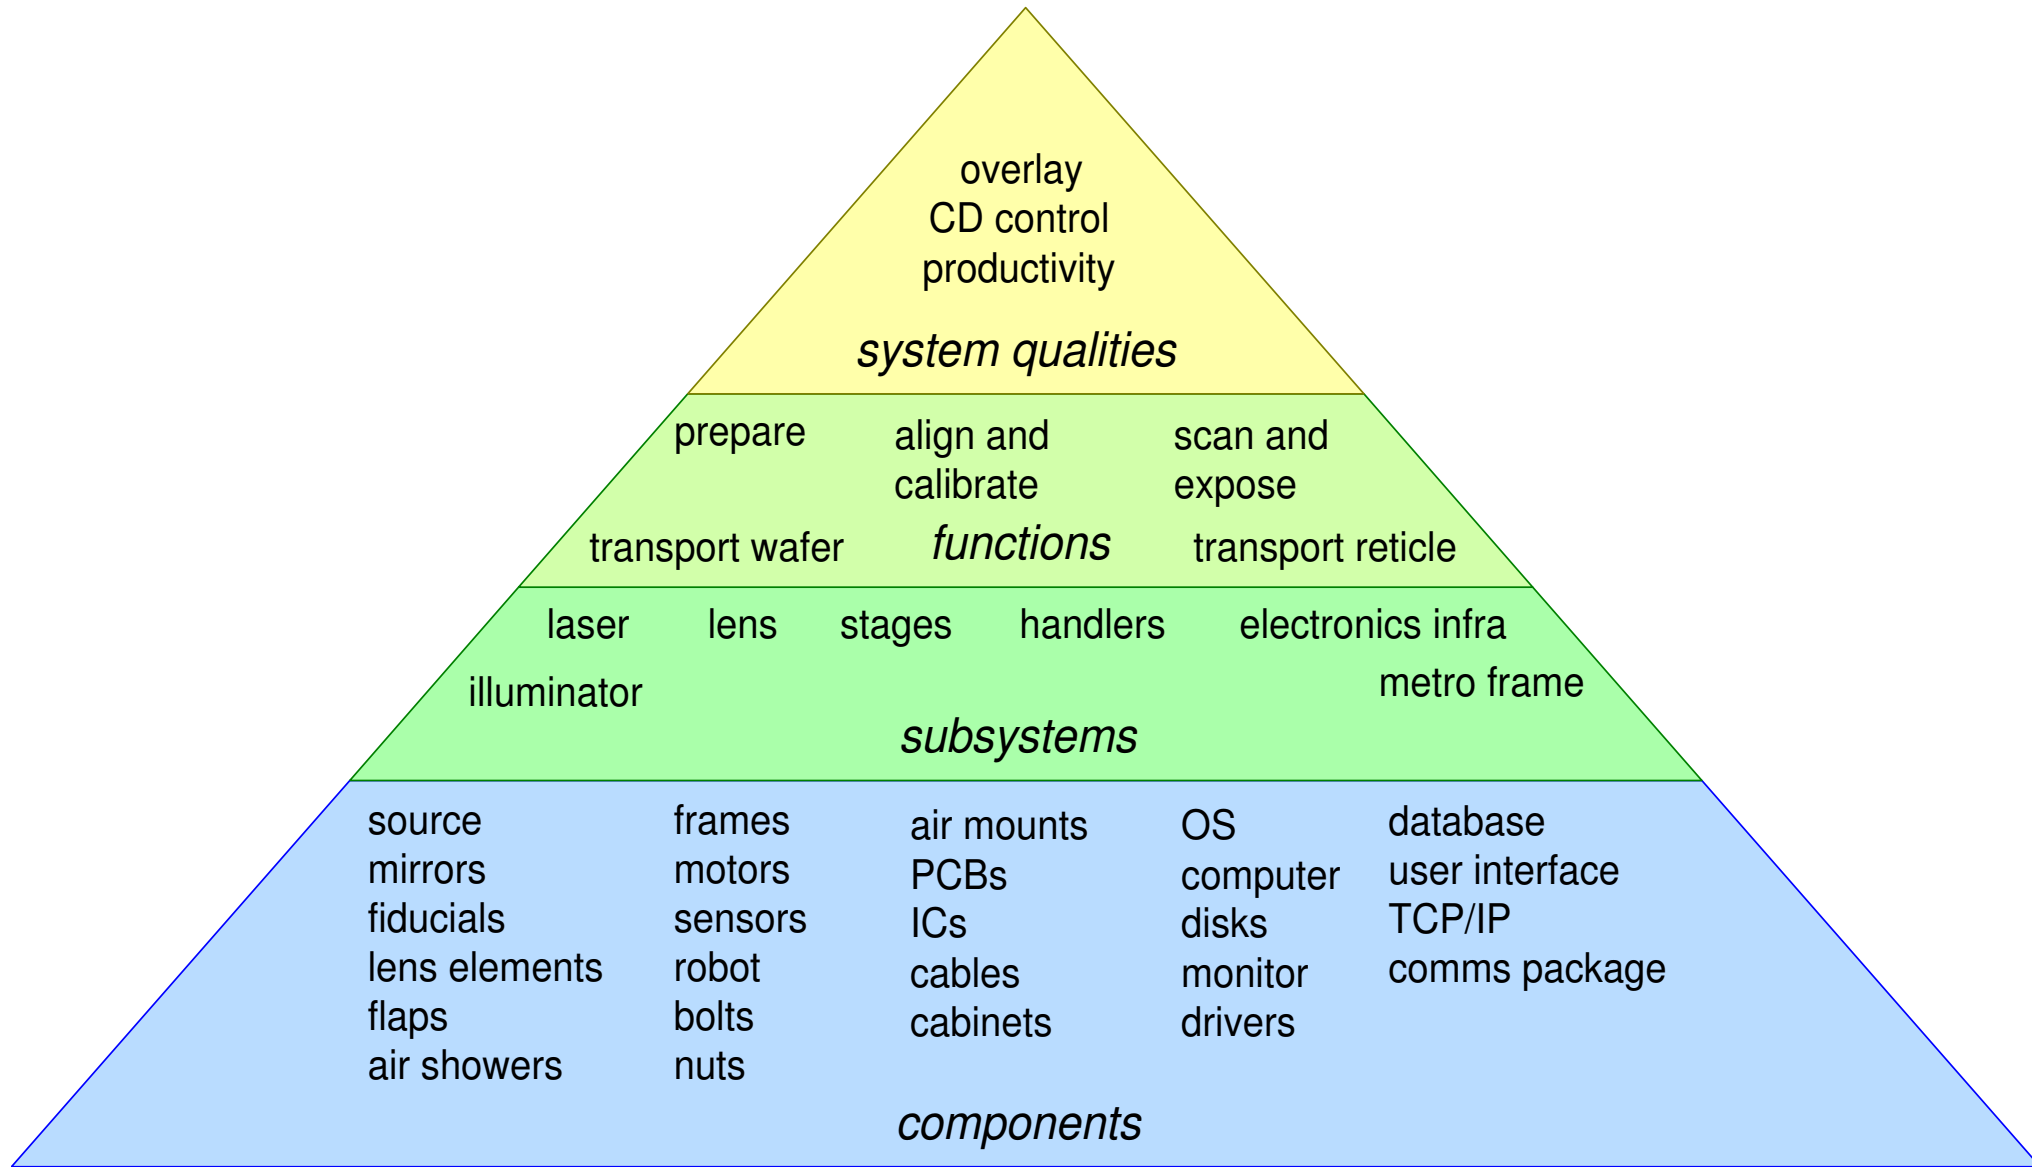 overlay
CD control
productivity
system qualities
prepare
align and
calibrate
scan and
expose
transport wafer
functions
transport reticle
laser
lens
stages
handlers
electronics infra
illuminator
metro frame
subsystems
source
mirrors
fiducials
lens elements
flaps
air showers
frames
motors
sensors
robot
bolts
nuts
air mounts
PCBs
ICs
cables
cabinets
OS
computer
disks
monitor
drivers
database
user interface
TCP/IP
comms package
components